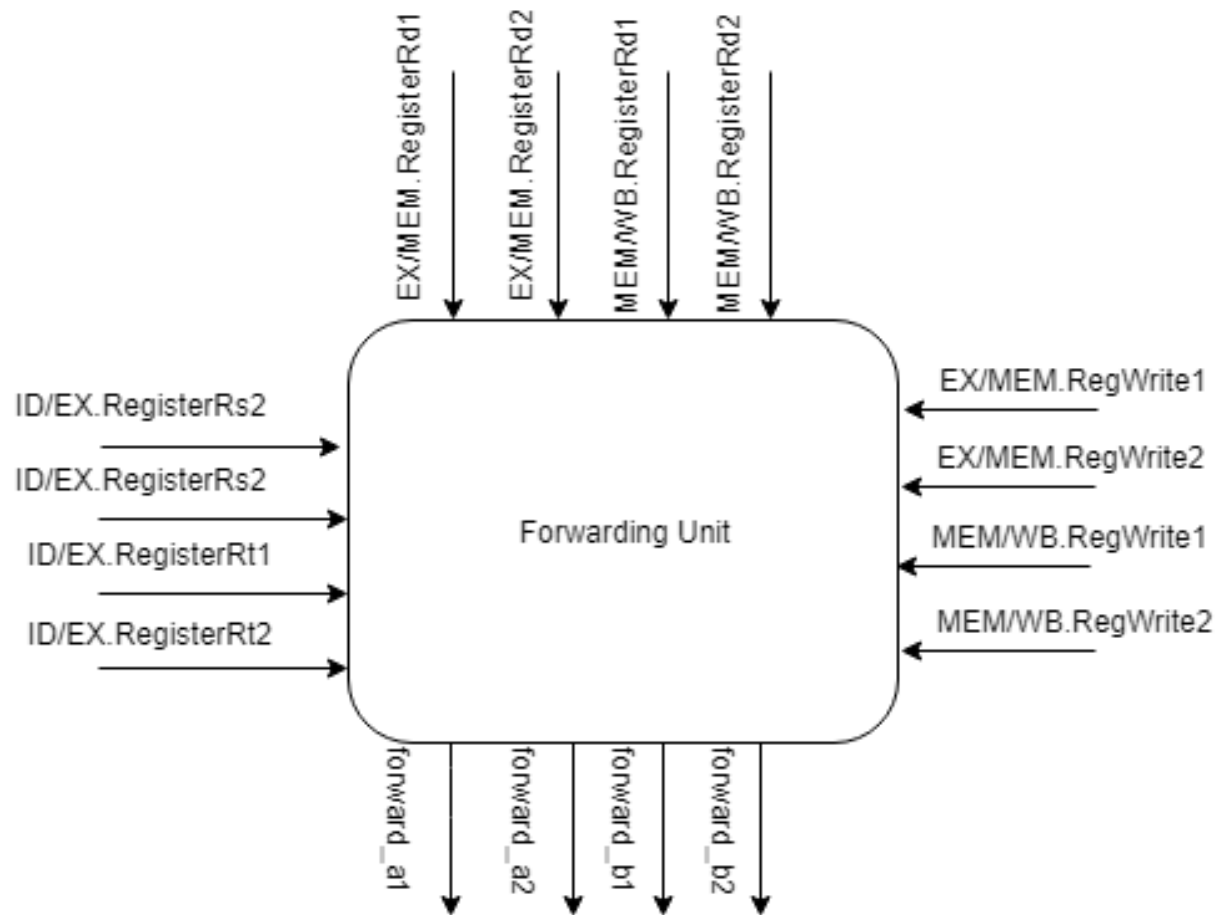 EX/MEM.RegisterRd1
EX/MEM.RegisterRd2
MEM/WB.RegisterRd1
MEM/WB.RegisterRd2
ID/EX.RegisterRs2
ID/EX.RegisterRs2
ID/EX.RegisterRt1
ID/EX.RegisterRt2
Forwarding Unit
EX/MEM.RegWrite1
EX/MEM.RegWrite2
MEM/WB.RegWrite1
MEM/WB.RegWrite2
forward_a1
forward_a2
forward_b1
forward_b2